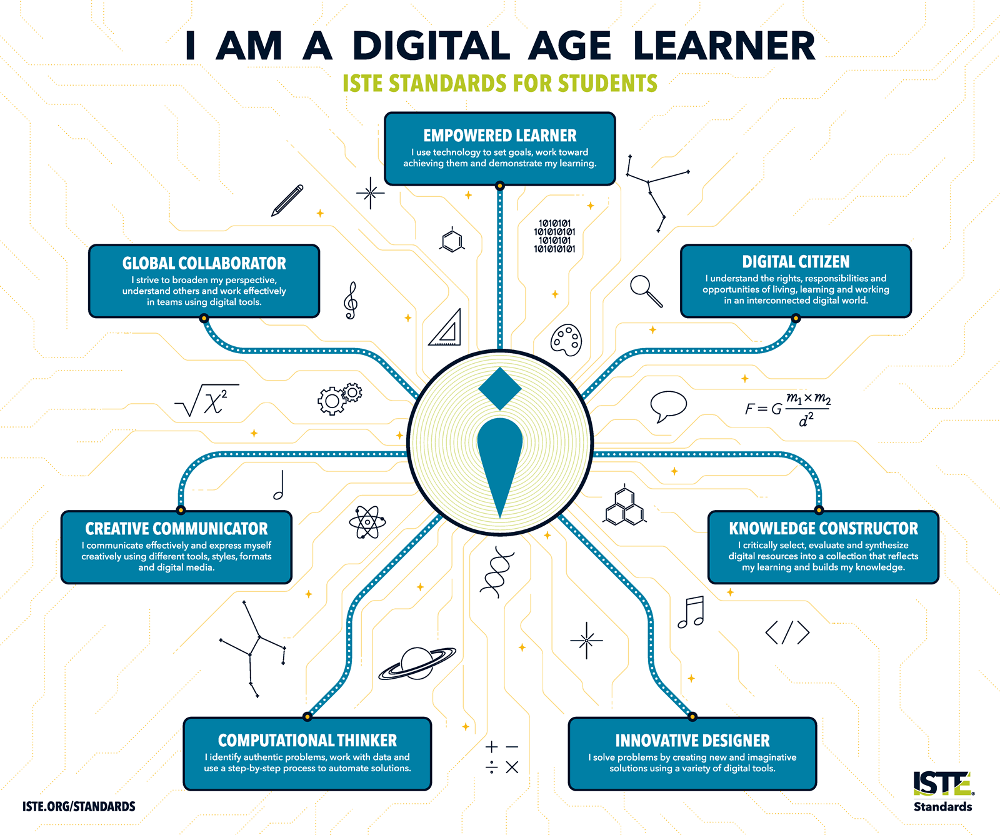 I AM A DIGITAL AGE LEARNER
ISTE STANDARDS FOR STUDENTS
EMPOWERED LEARNER
I use technology to set goals, work toward
achieving them and demonstrate my learning.
1010101
101010101
1010101
101010101
GLOBAL COLLABORATOR
I strive to broaden my perspective,
understand others and work effectively
in teams using digital tools.
DIGITAL CITIZEN
I understand the rights, responsibilities and
opportunities of living, learning and working
in an interconnected digital world.
√χ²
F = G m₁ × m₂ / d²
CREATIVE COMMUNICATOR
I communicate effectively and express myself
creatively using different tools, styles, formats
and digital media.
KNOWLEDGE CONSTRUCTOR
I critically select, evaluate and synthesize
digital resources into a collection that reflects
my learning and builds my knowledge.
</>
COMPUTATIONAL THINKER
I identify authentic problems, work with data and
use a step-by-step process to automate solutions.
+ −
÷ ×
INNOVATIVE DESIGNER
I solve problems by creating new and imaginative
solutions using a variety of digital tools.
ISTE.ORG/STANDARDS
ISTE®
Standards